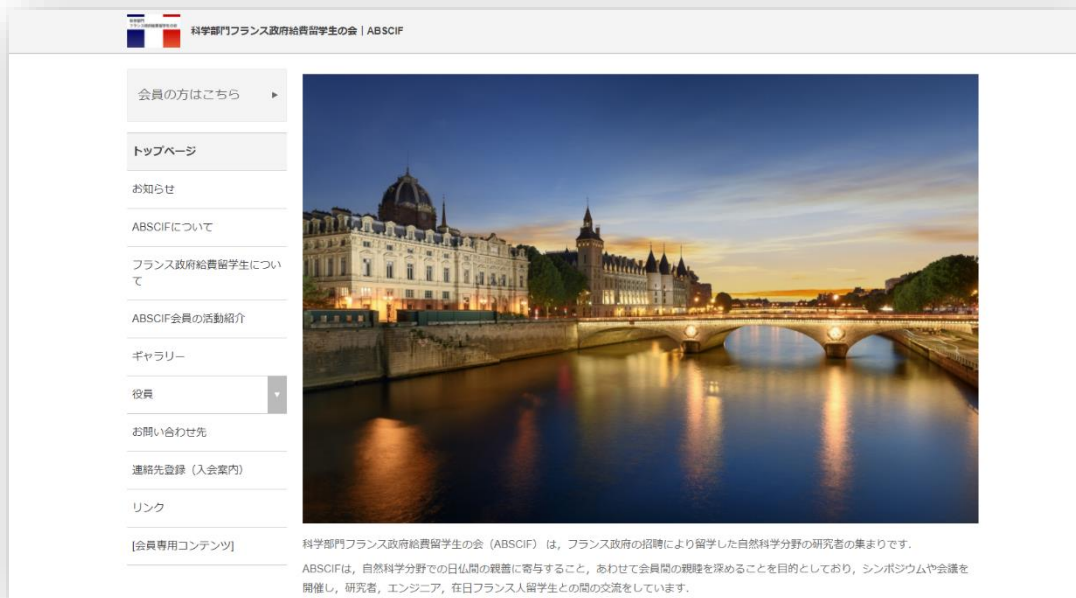 科学部門フランス政府給費留学生の会 | ABSCIF
会員の方はこちら
トップページ
お知らせ
ABSCIFについて
フランス政府給費留学生につい
て
ABSCIF会員の活動紹介
ギャラリー
役員
お問い合わせ先
連絡先登録（入会案内）
リンク
[会員専用コンテンツ]
科学部門フランス政府給費留学生の会（ABSCIF） は，フランス政府の招聘により留学した自然科学分野の研究者の集まりです．
ABSCIFは，自然科学分野での日仏間の親善に寄与すること，あわせて会員間の親睦を深めることを目的としており，シンポジウムや会議を
開催し，研究者，エンジニア，在日フランス人留学生との間の交流をしています．